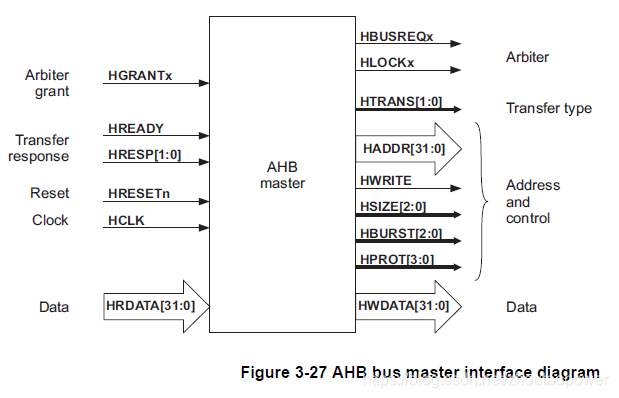 HBUSREQx
HLOCKx
Arbiter
Arbiter
grant
HGRANTx
HTRANS[1:0]
Transfer type
Transfer
response
HREADY
HRESP[1:0]
HADDR[31:0]
AHB
master
Reset
HRESETn
HWRITE
Address
and
control
Clock
HCLK
HSIZE[2:0]
HBURST[2:0]
HPROT[3:0]
Data
HRDATA[31:0]
HWDATA[31:0]
Data
Figure 3-27 AHB bus master interface diagram
https://blog.csdn.net/zhoutaopower